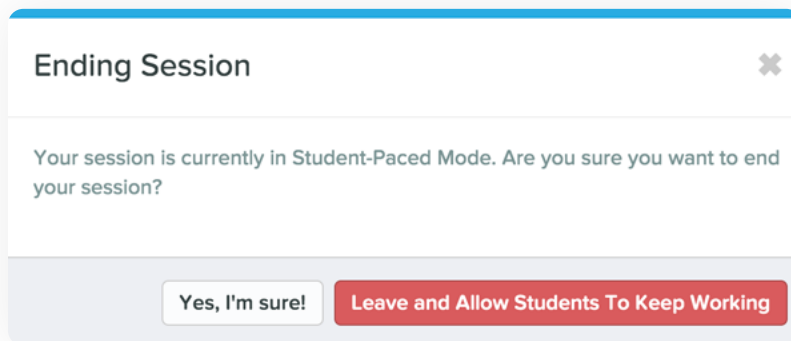 Ending Session
Your session is currently in Student-Paced Mode. Are you sure you want to end
your session?
Yes, I'm sure!
Leave and Allow Students To Keep Working